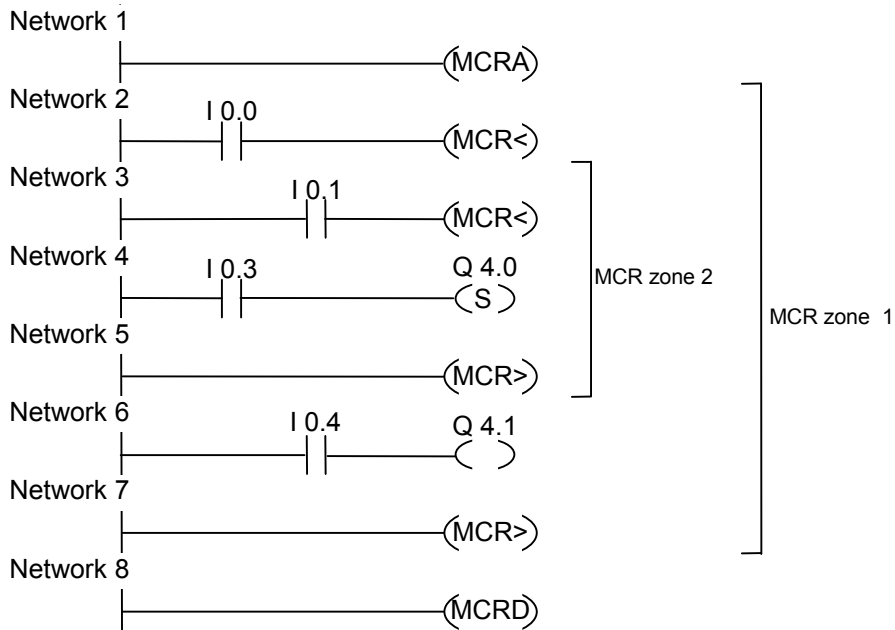 Network 1
(MCRA)
Network 2
I 0.0
(MCR<)
Network 3
I 0.1
(MCR<)
Network 4
I 0.3
Q 4.0
(S)
MCR zone 2
MCR zone 1
Network 5
(MCR>)
Network 6
I 0.4
Q 4.1
( )
Network 7
(MCR>)
Network 8
(MCRD)